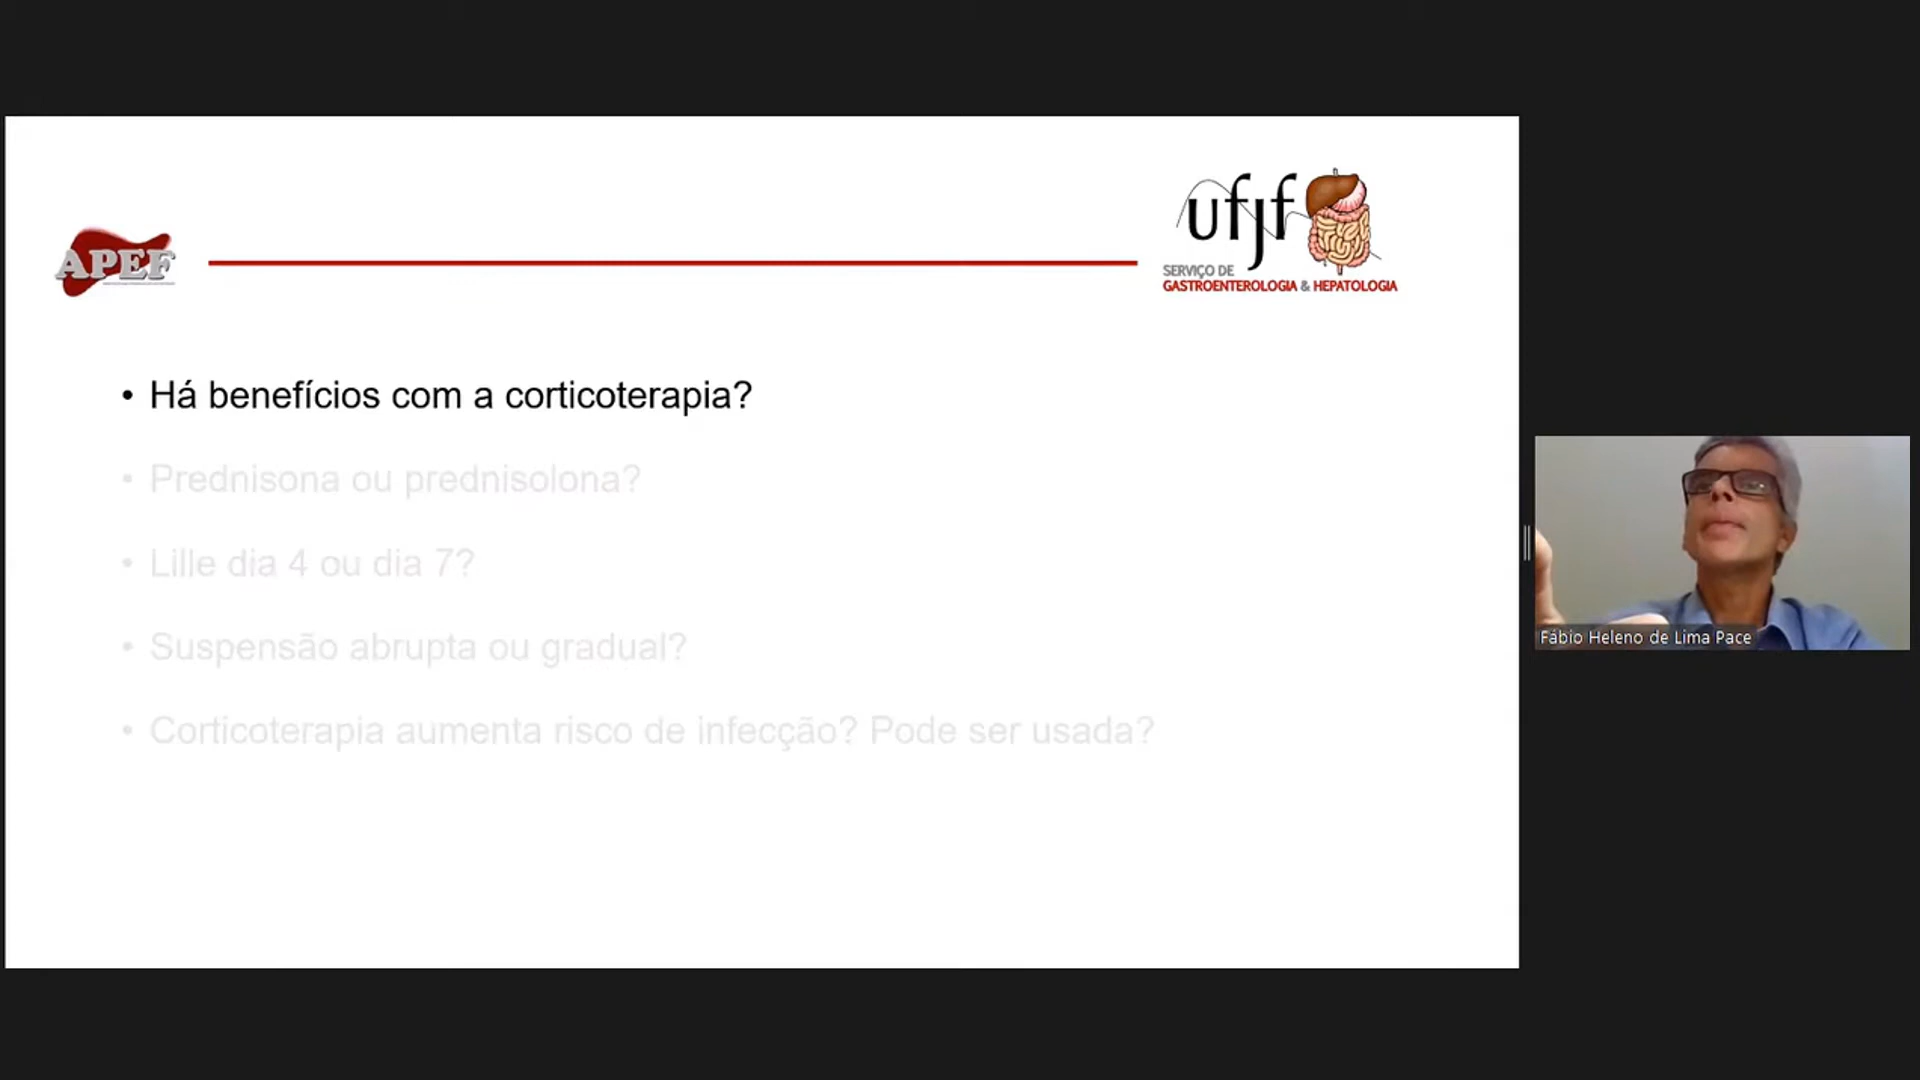 APEF
ufjf
SERVIÇO DE
GASTROENTEROLOGIA & HEPATOLOGIA
• Há benefícios com a corticoterapia?
• Prednisona ou prednisolona?
• Lille dia 4 ou dia 7?
• Suspensão abrupta ou gradual?
• Corticoterapia aumenta risco de infecção? Pode ser usada?
Fábio Heleno de Lima Pace